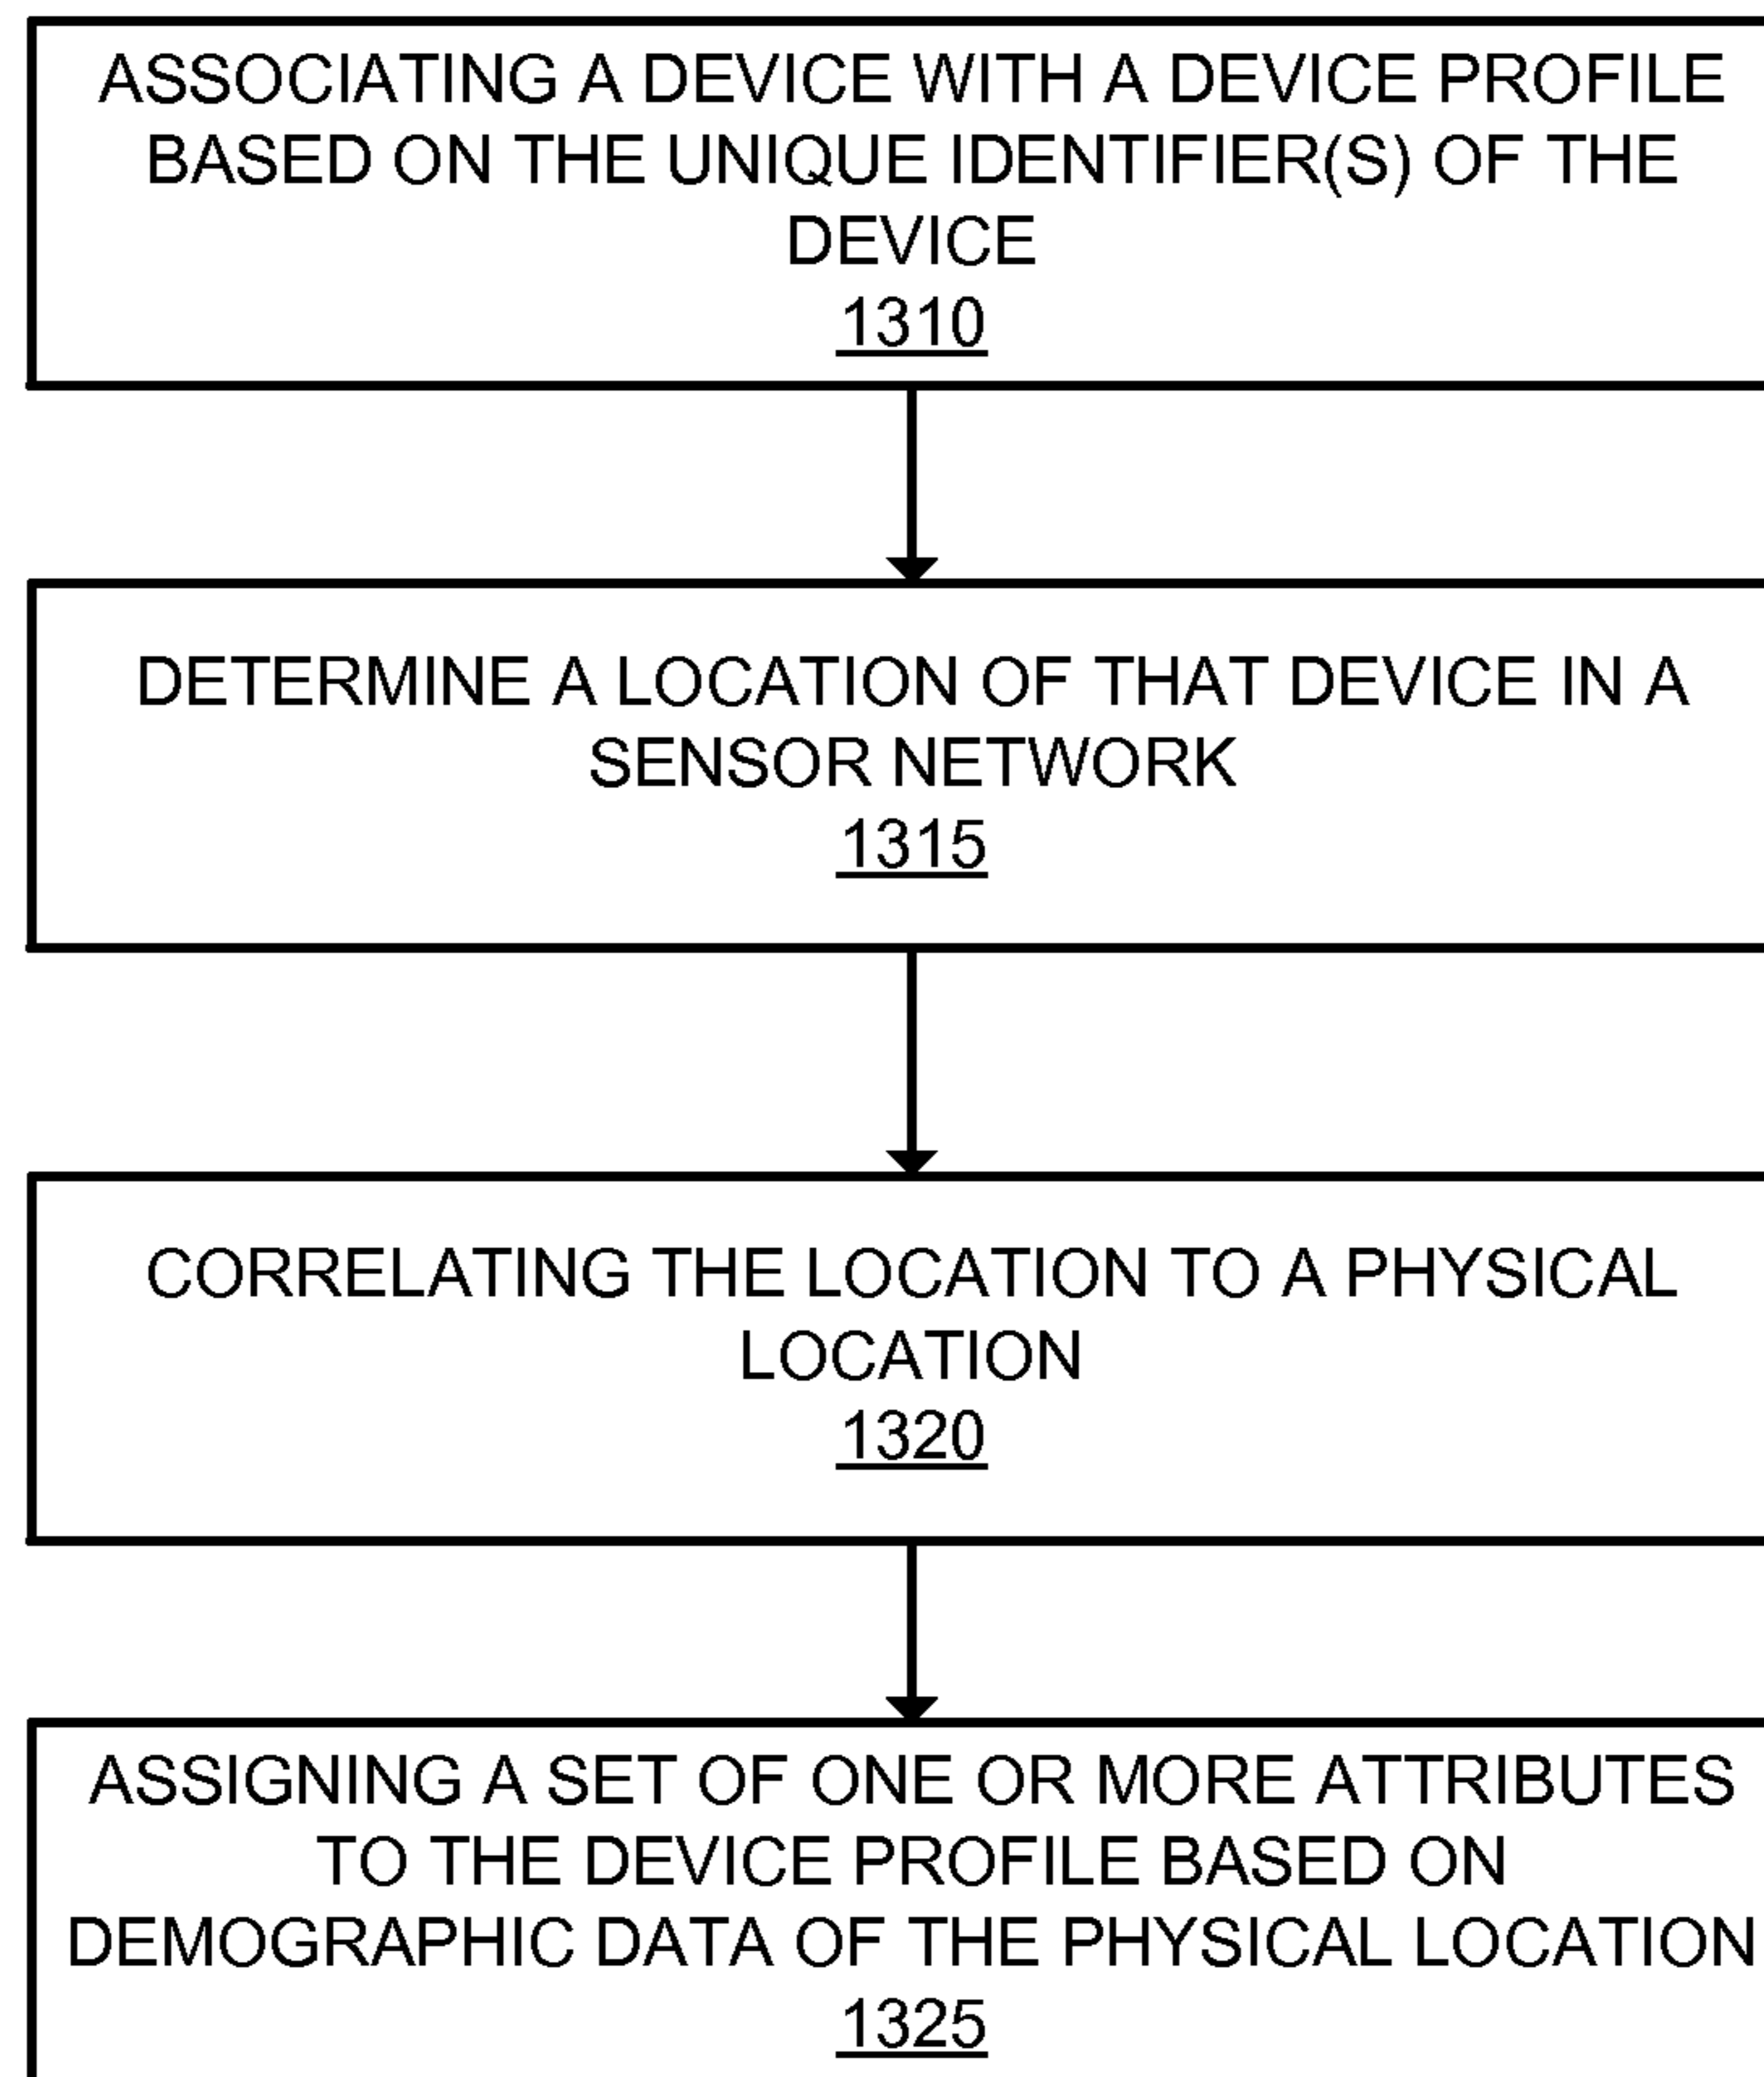 ASSOCIATING A DEVICE WITH A DEVICE PROFILE
BASED ON THE UNIQUE IDENTIFIER(S) OF THE
DEVICE
1310
DETERMINE A LOCATION OF THAT DEVICE IN A
SENSOR NETWORK
1315
CORRELATING THE LOCATION TO A PHYSICAL
LOCATION
1320
ASSIGNING A SET OF ONE OR MORE ATTRIBUTES
TO THE DEVICE PROFILE BASED ON
DEMOGRAPHIC DATA OF THE PHYSICAL LOCATION
1325